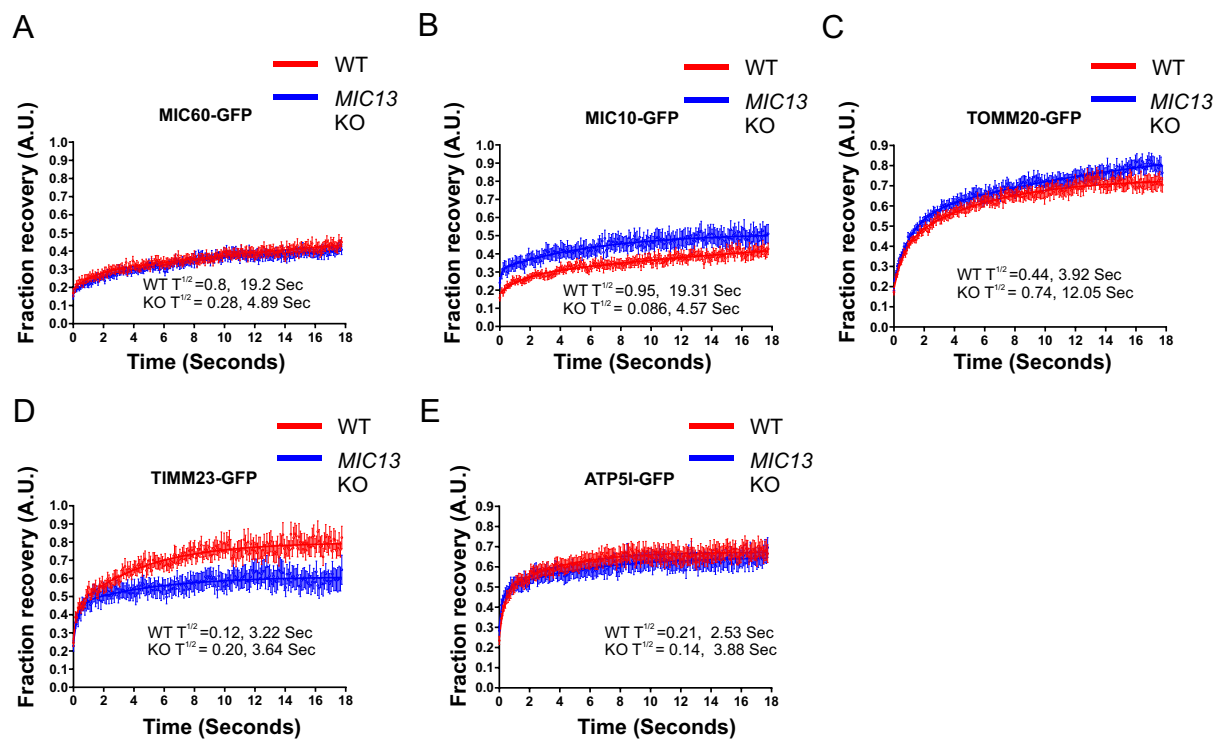 A
WT
MIC13
KO
MIC60-GFP
Fraction recovery (A.U.)
1.0
0.9
0.8
0.7
0.6
0.5
0.4
0.3
0.2
0.1
0.0
WT T1/2 =0.8, 19.2 Sec
KO T1/2 = 0.28, 4.89 Sec
0 2 4 6 8 10 12 14 16 18
Time (Seconds)
B
WT
MIC13
KO
MIC10-GFP
Fraction recovery (A.U.)
1.0
0.9
0.8
0.7
0.6
0.5
0.4
0.3
0.2
0.1
0.0
WT T1/2 =0.95, 19.31 Sec
KO T1/2 = 0.086, 4.57 Sec
0 2 4 6 8 10 12 14 16 18
Time (Seconds)
C
WT
MIC13
KO
TOMM20-GFP
Fraction recovery (A.U.)
0.9
0.8
0.7
0.6
0.5
0.4
0.3
0.2
0.1
0.0
WT T1/2 =0.44, 3.92 Sec
KO T1/2 = 0.74, 12.05 Sec
0 2 4 6 8 10 12 14 16 18
Time (Seconds)
D
WT
MIC13
KO
TIMM23-GFP
Fraction recovery (A.U.)
1.0
0.9
0.8
0.7
0.6
0.5
0.4
0.3
0.2
0.1
0.0
WT T1/2 =0.12, 3.22 Sec
KO T1/2 = 0.20, 3.64 Sec
0 2 4 6 8 10 12 14 16 18
Time (Seconds)
E
WT
MIC13
KO
ATP5I-GFP
Fraction recovery (A.U.)
0.9
0.8
0.7
0.6
0.5
0.4
0.3
0.2
0.1
0.0
WT T1/2 =0.21, 2.53 Sec
KO T1/2 = 0.14, 3.88 Sec
0 2 4 6 8 10 12 14 16 18
Time (Seconds)